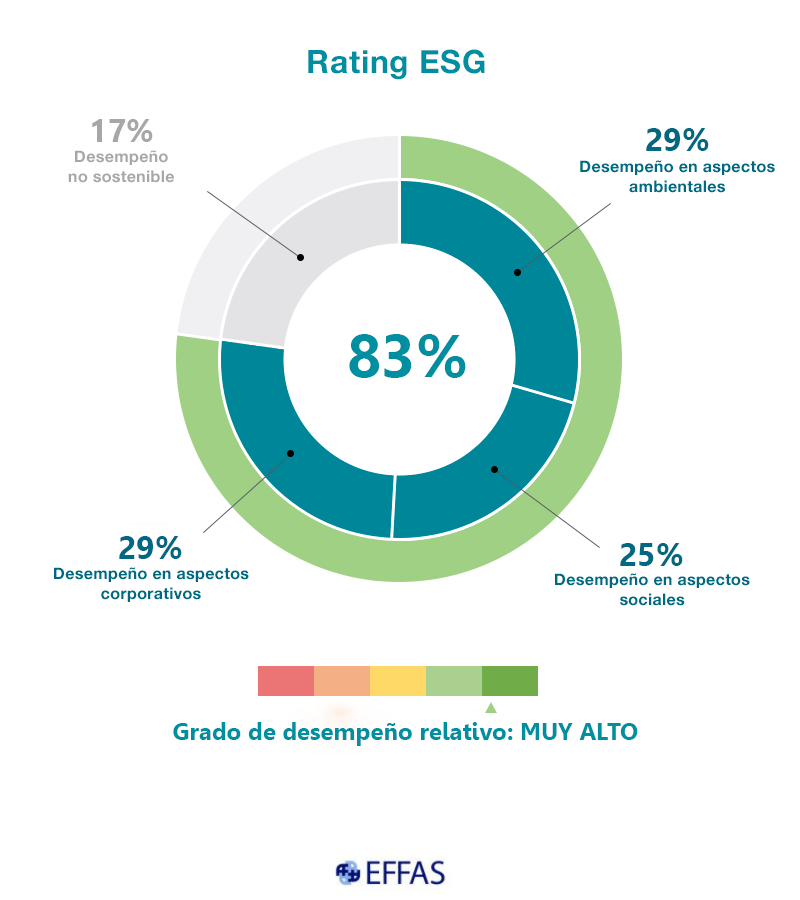 Rating ESG
17%
Desempeño
no sostenible
29%
Desempeño en aspectos
ambientales
83%
29%
Desempeño en aspectos
corporativos
25%
Desempeño en aspectos
sociales
Grado de desempeño relativo: MUY ALTO
EFFAS